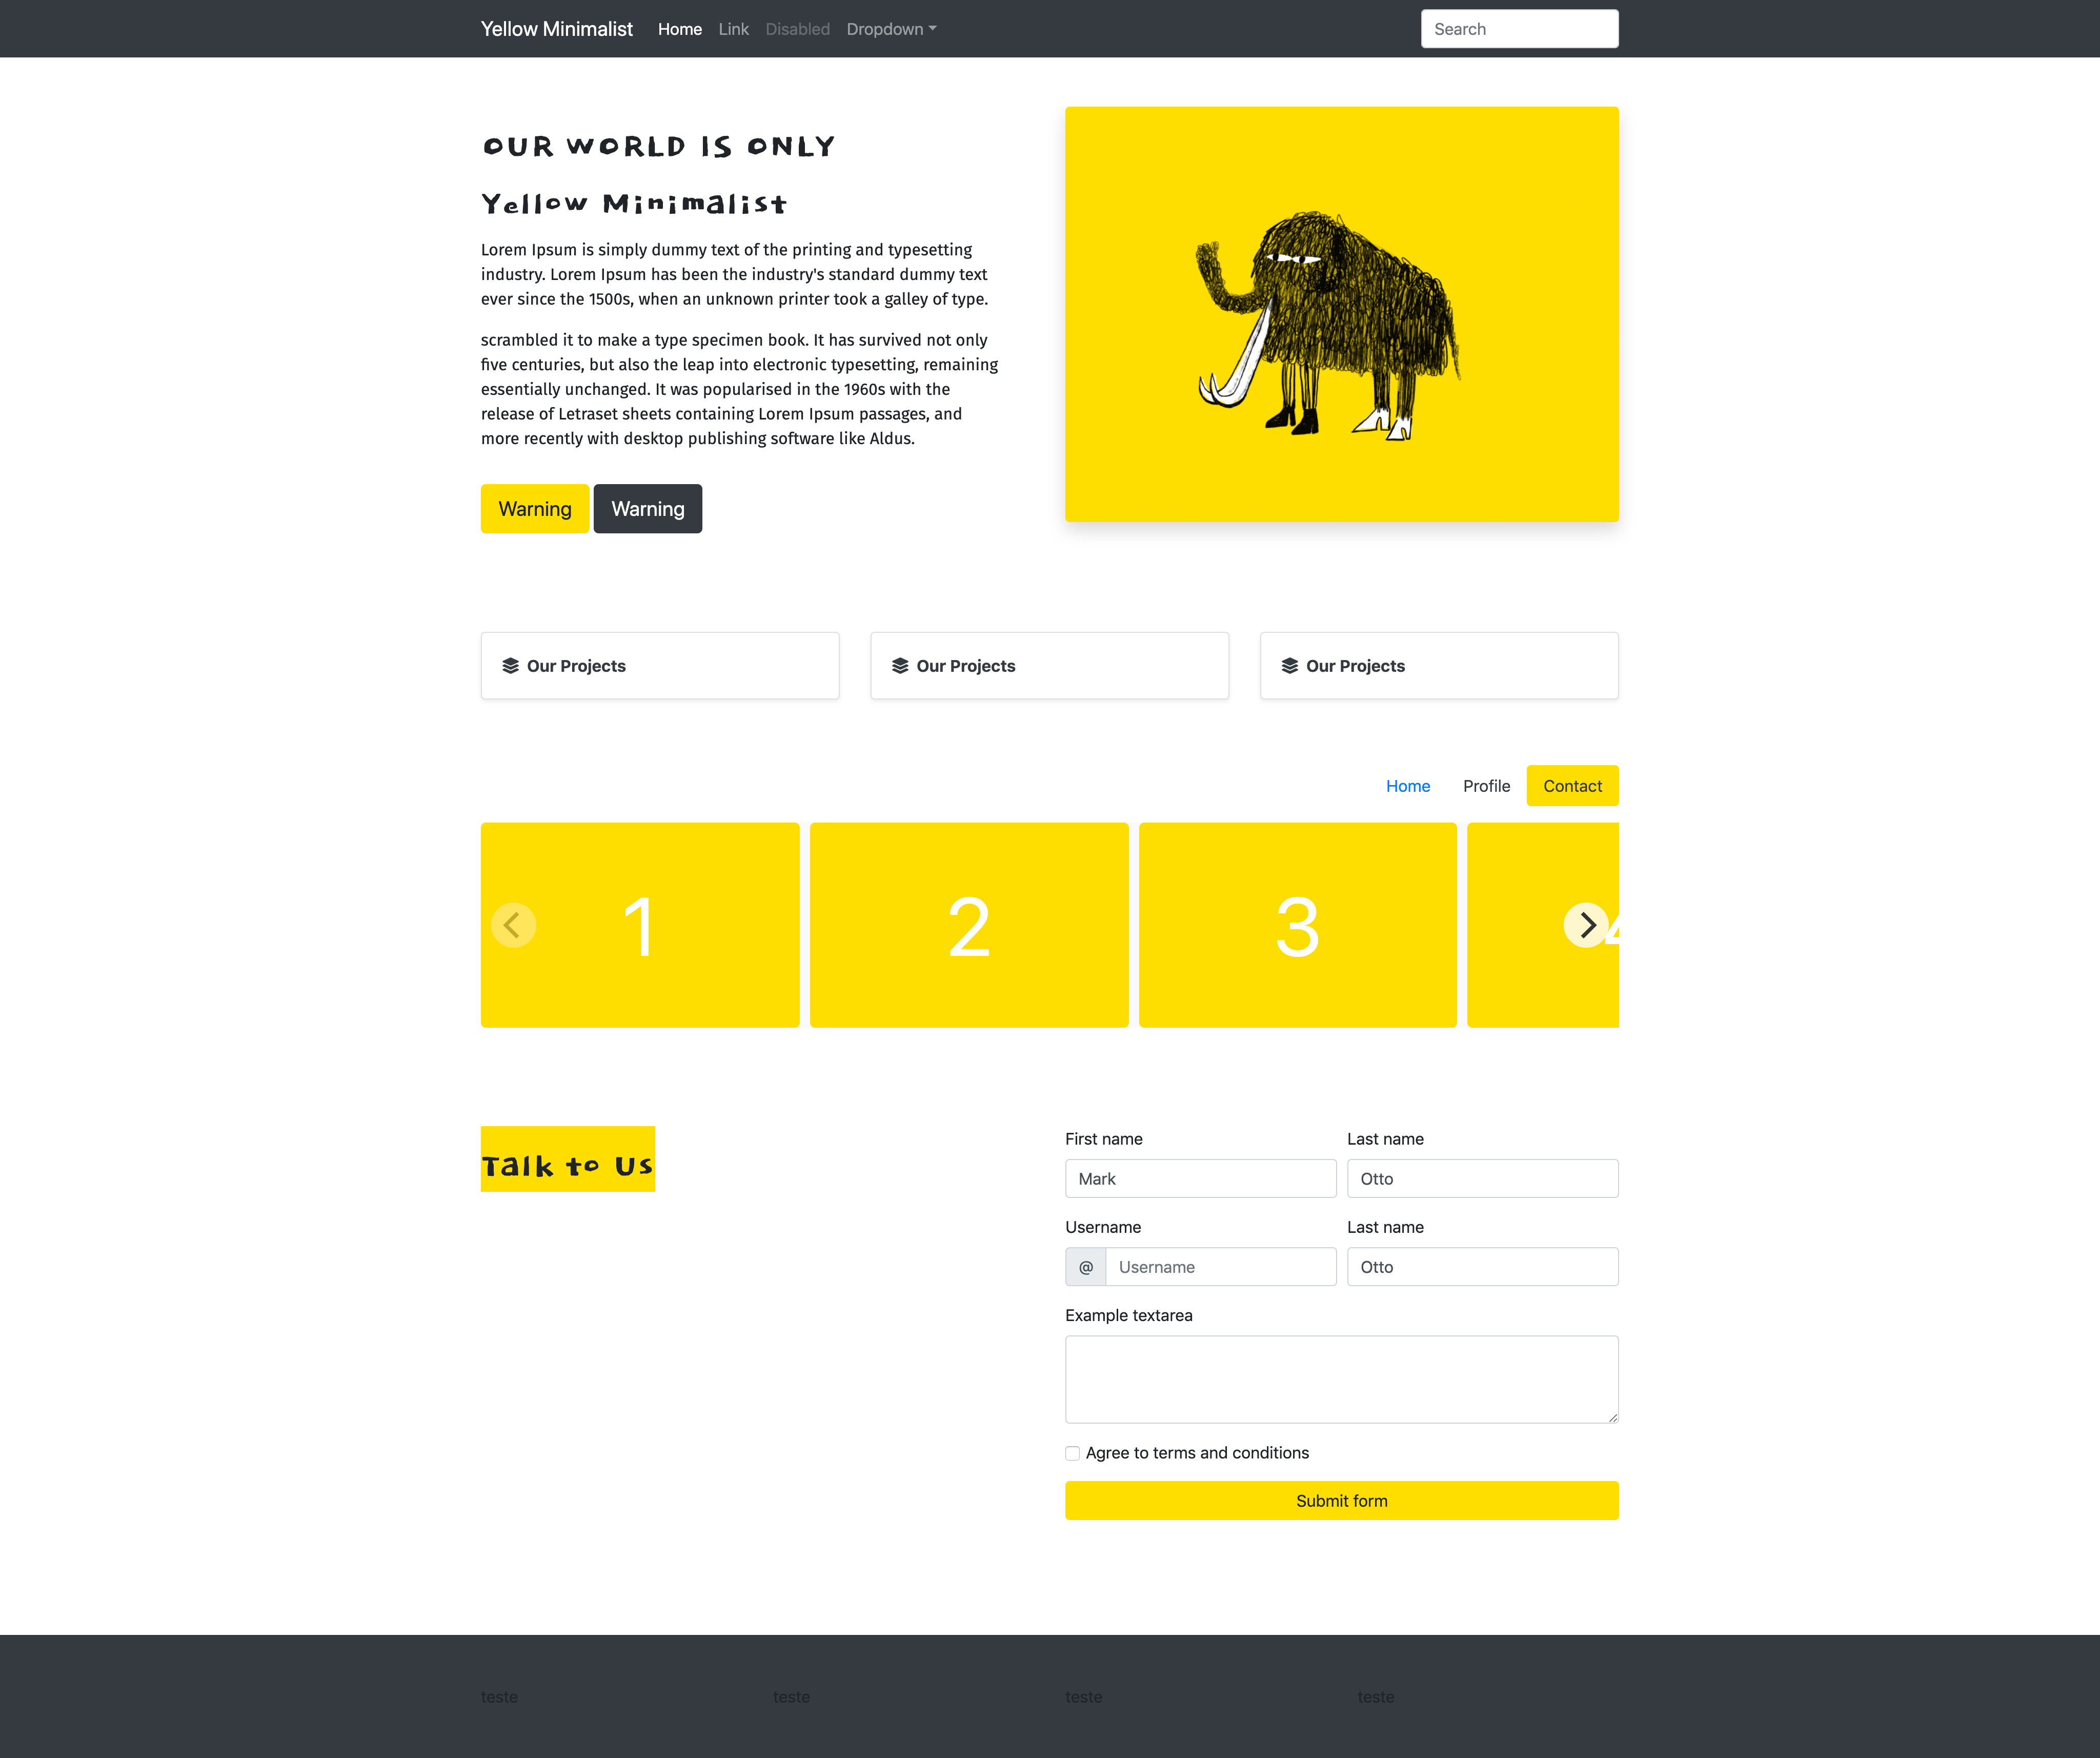 Yellow Minimalist Home Link Disabled Dropdown Search
OUR WORLD IS ONLY
Yellow Minimalist
Lorem Ipsum is simply dummy text of the printing and typesetting
industry. Lorem Ipsum has been the industry's standard dummy text
ever since the 1500s, when an unknown printer took a galley of type.
scrambled it to make a type specimen book. It has survived not only
five centuries, but also the leap into electronic typesetting, remaining
essentially unchanged. It was popularised in the 1960s with the
release of Letraset sheets containing Lorem Ipsum passages, and
more recently with desktop publishing software like Aldus.
Warning Warning
Our Projects Our Projects Our Projects
Home Profile Contact
1 2 3 4
Talk to Us
First name Last name
Mark Otto
Username Last name
@ Username Otto
Example textarea
Agree to terms and conditions
Submit form
teste teste teste teste